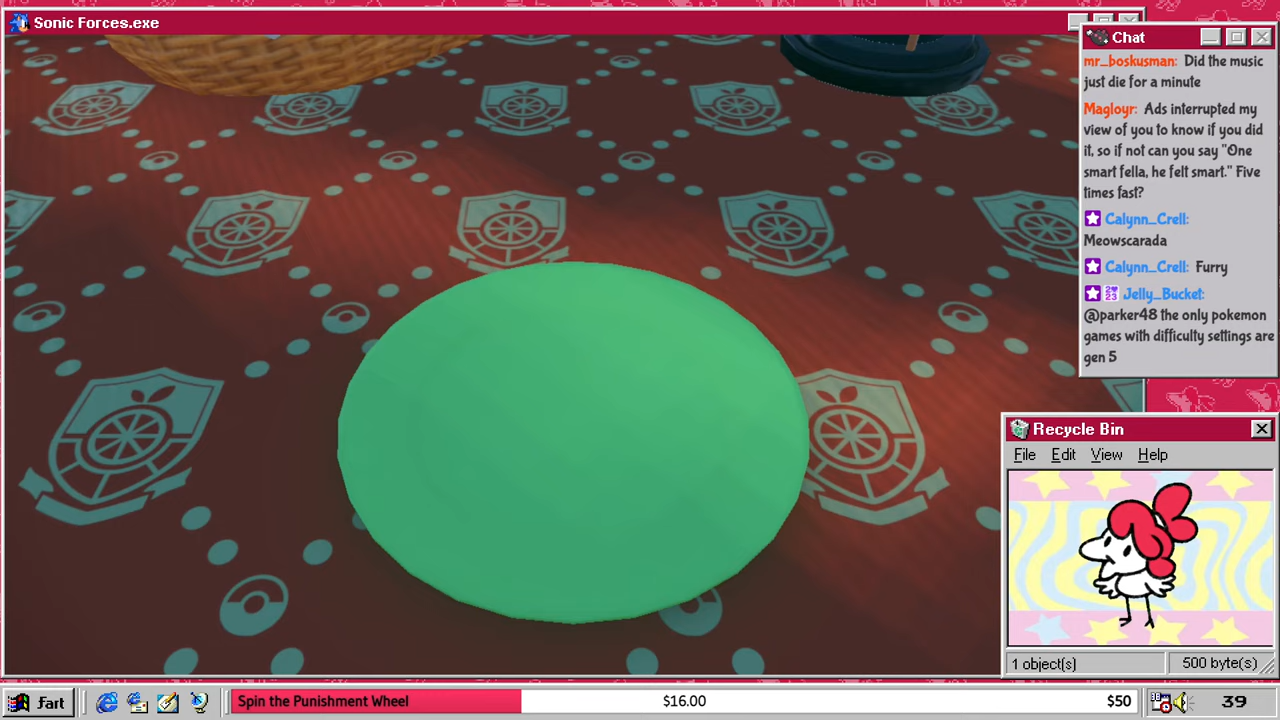 Sonic Forces.exe
Chat
mr_boskusman: Did the music
just die for a minute
Magloyr: Ads interrupted my
view of you to know if you did
it, so if not can you say "One
smart fella, he felt smart." Five
times fast?
Calynn_Crell:
Meowscarada
Calynn_Crell: Furry
2023 Jelly_Bucket:
@parker48 the only pokemon
games with difficulty settings are
gen 5
Recycle Bin
File Edit View Help
1 object(s) 500 byte(s)
fart
Spin the Punishment Wheel $16.00 $50
39